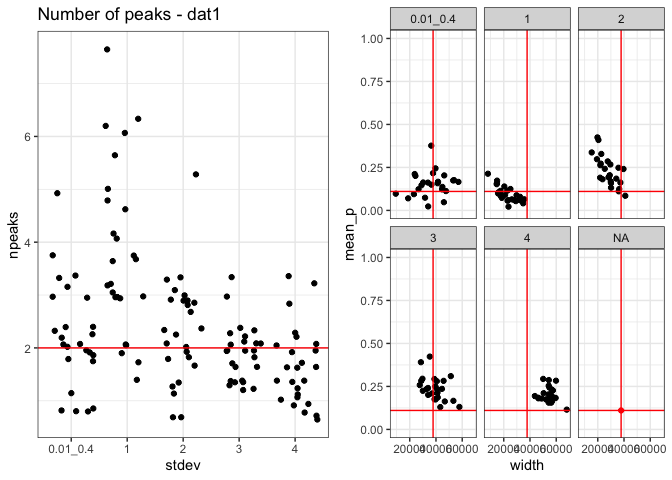 Number of peaks - dat1
npeaks
6
4
2
0.01_0.4 1 2 3 4
stdev
0.01_0.4 1 2
1.00
0.75
0.50
0.25
0.00
mean_p
3 4 NA
1.00
0.75
0.50
0.25
0.00
20000 40000 60000 20000 40000 60000 20000 40000 60000
width